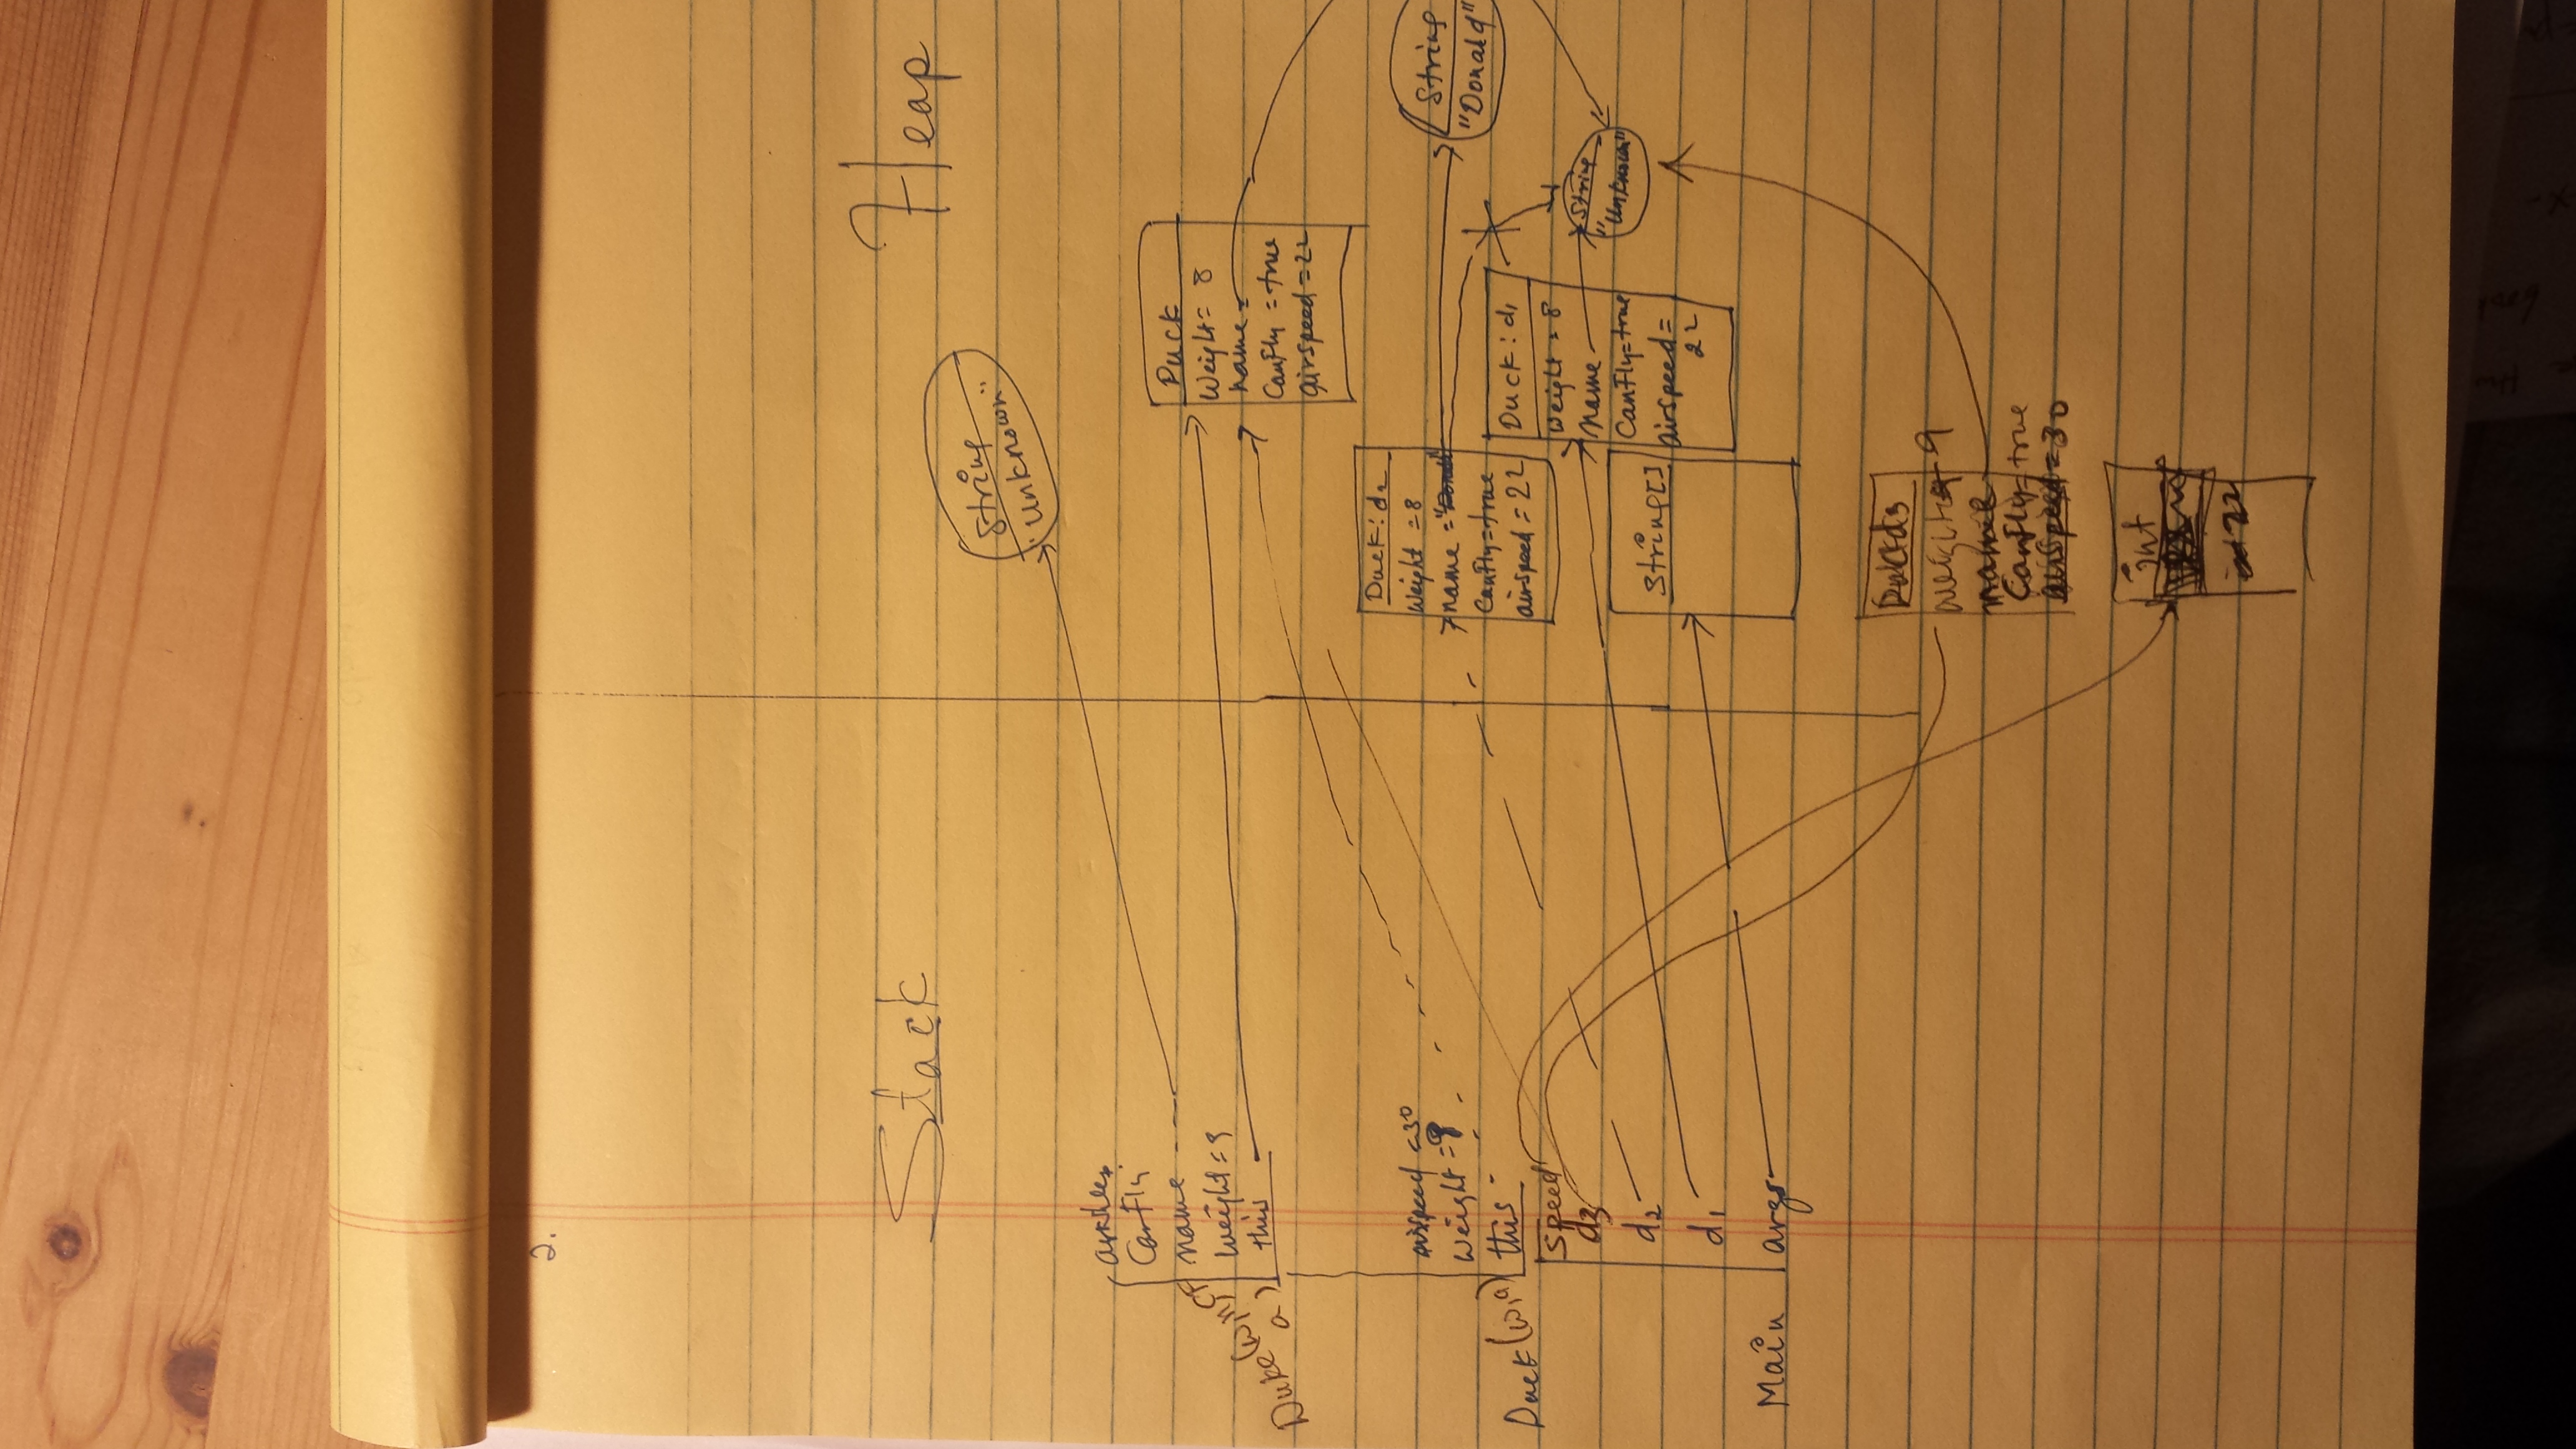 2.
Stack
Heap
String
"Unknown"
CanFly
name
Weight = 9
this
Duke(w,n,CF
a)
Duck
Weight = 8
name =
CanFly = true
airspeed = 22
airspeed = 30
Weight = 9
this
Duck(w,a)
Duck: d2
Weight = 8
name =
CanFly = true
airspeed = 22
String
"Donald"
Duck: d1
Weight = 8
name
CanFly = true
airspeed =
22
String
"Unknown"
speed
d3
d2
d1
args
Main
String[]
Duck d3
weight 9
name
CanFly = true
airspeed = 30
int
22